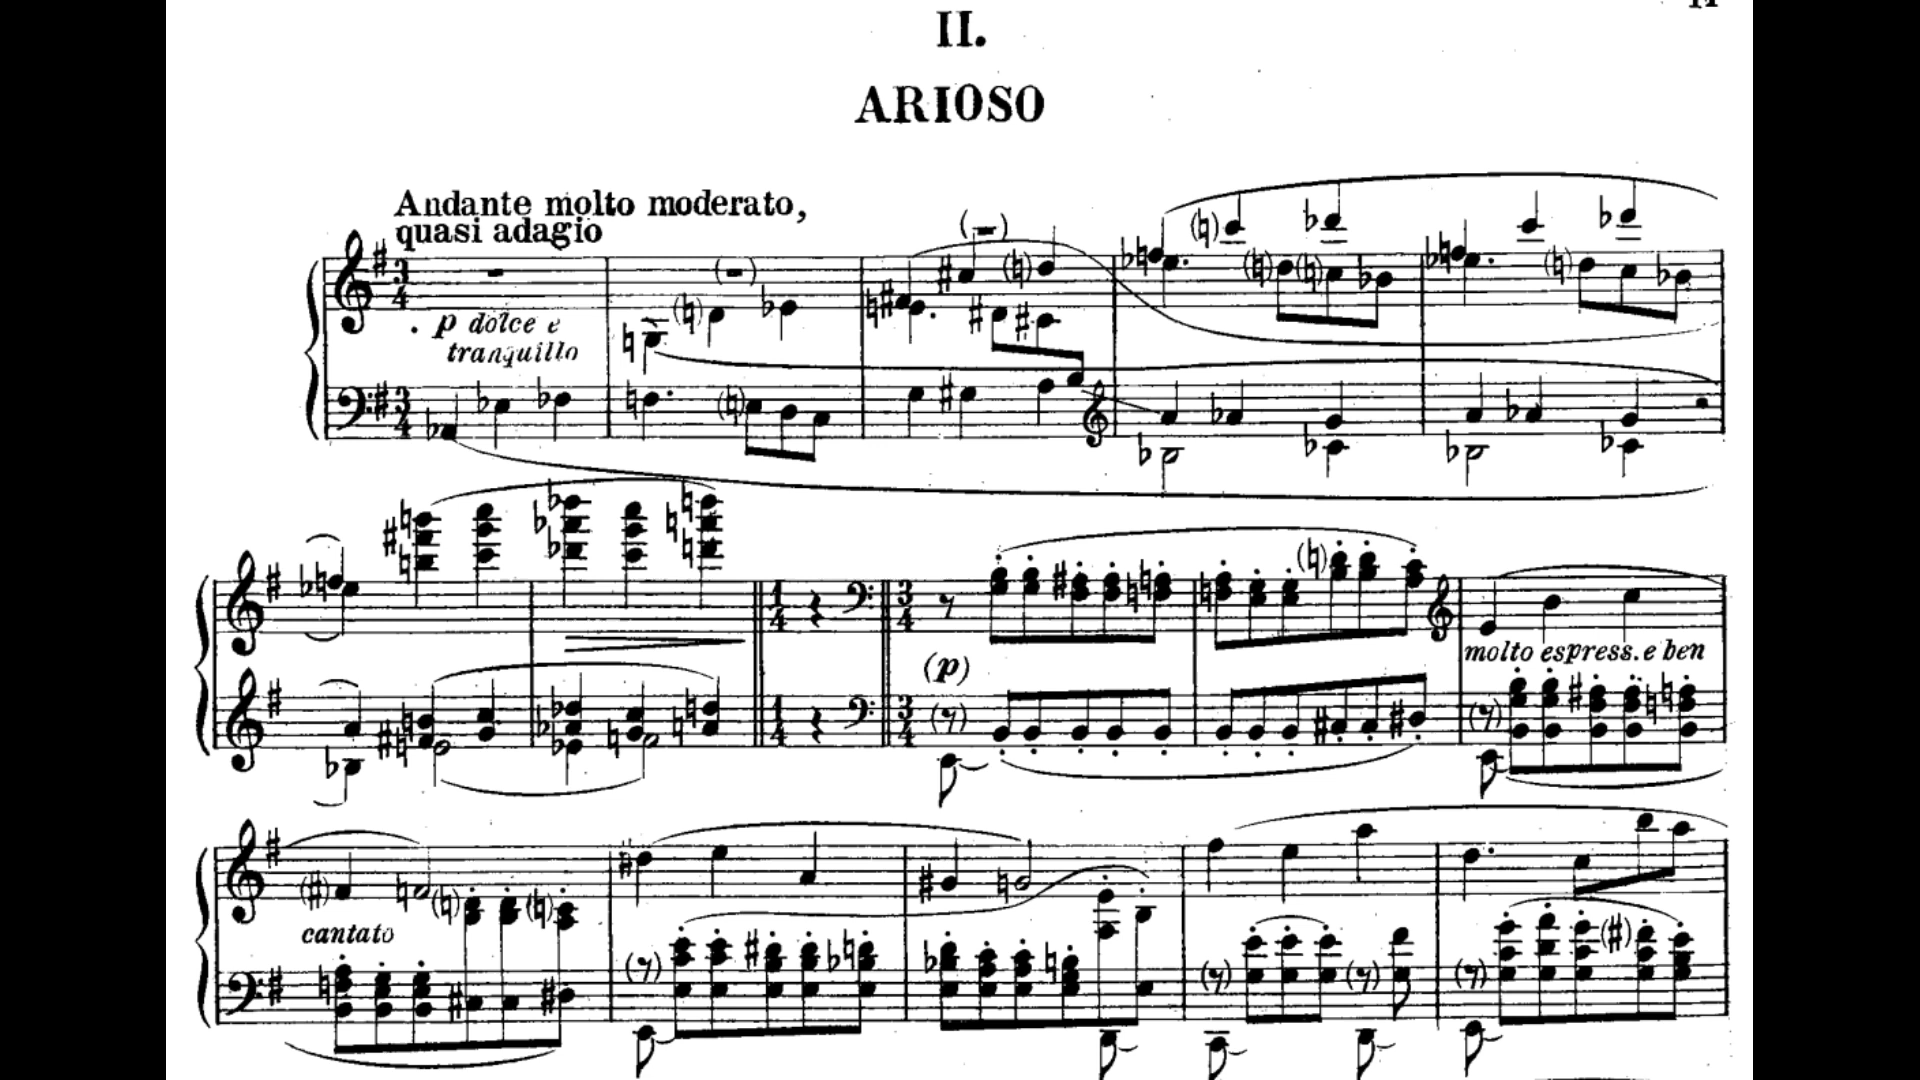 II.
ARIOSO
Andante molto moderato,
quasi adagio
p dolce e
tranquillo
(p)
molto espress. e ben
cantato